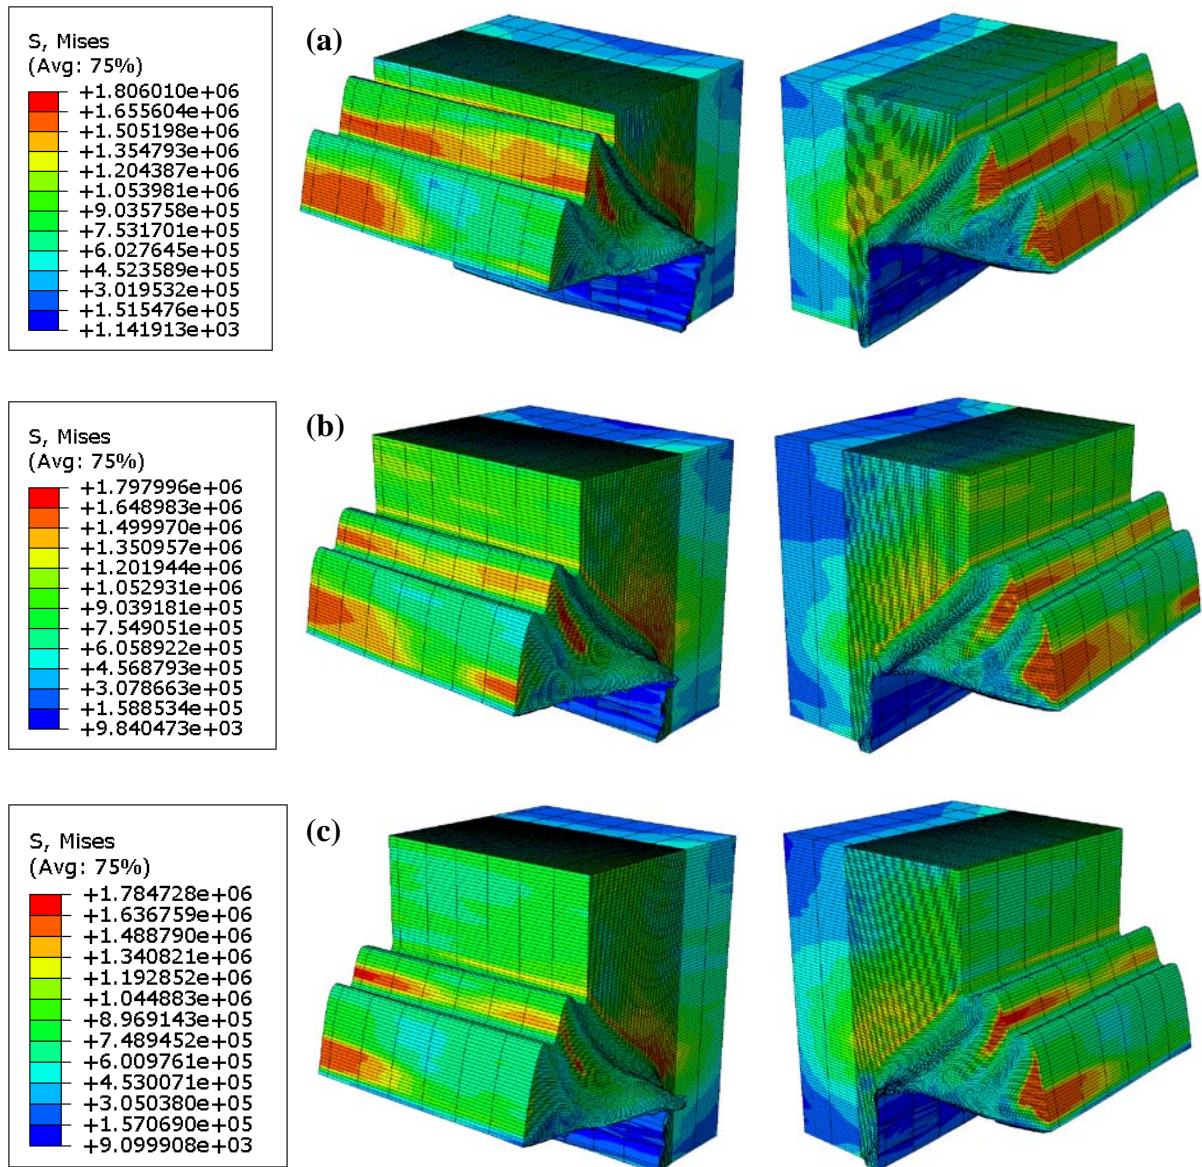 (a)
S, Mises
(Avg: 75%)
+1.806010e+06
+1.655604e+06
+1.505198e+06
+1.354793e+06
+1.204387e+06
+1.053981e+06
+9.035758e+05
+7.531701e+05
+6.027645e+05
+4.523589e+05
+3.019532e+05
+1.515476e+05
+1.141913e+03
(b)
S, Mises
(Avg: 75%)
+1.797996e+06
+1.648983e+06
+1.499970e+06
+1.350957e+06
+1.201944e+06
+1.052931e+06
+9.039181e+05
+7.549051e+05
+6.058922e+05
+4.568793e+05
+3.078663e+05
+1.588534e+05
+9.840473e+03
(c)
S, Mises
(Avg: 75%)
+1.784728e+06
+1.636759e+06
+1.488790e+06
+1.340821e+06
+1.192852e+06
+1.044883e+06
+8.969143e+05
+7.489452e+05
+6.009761e+05
+4.530071e+05
+3.050380e+05
+1.570690e+05
+9.099908e+03